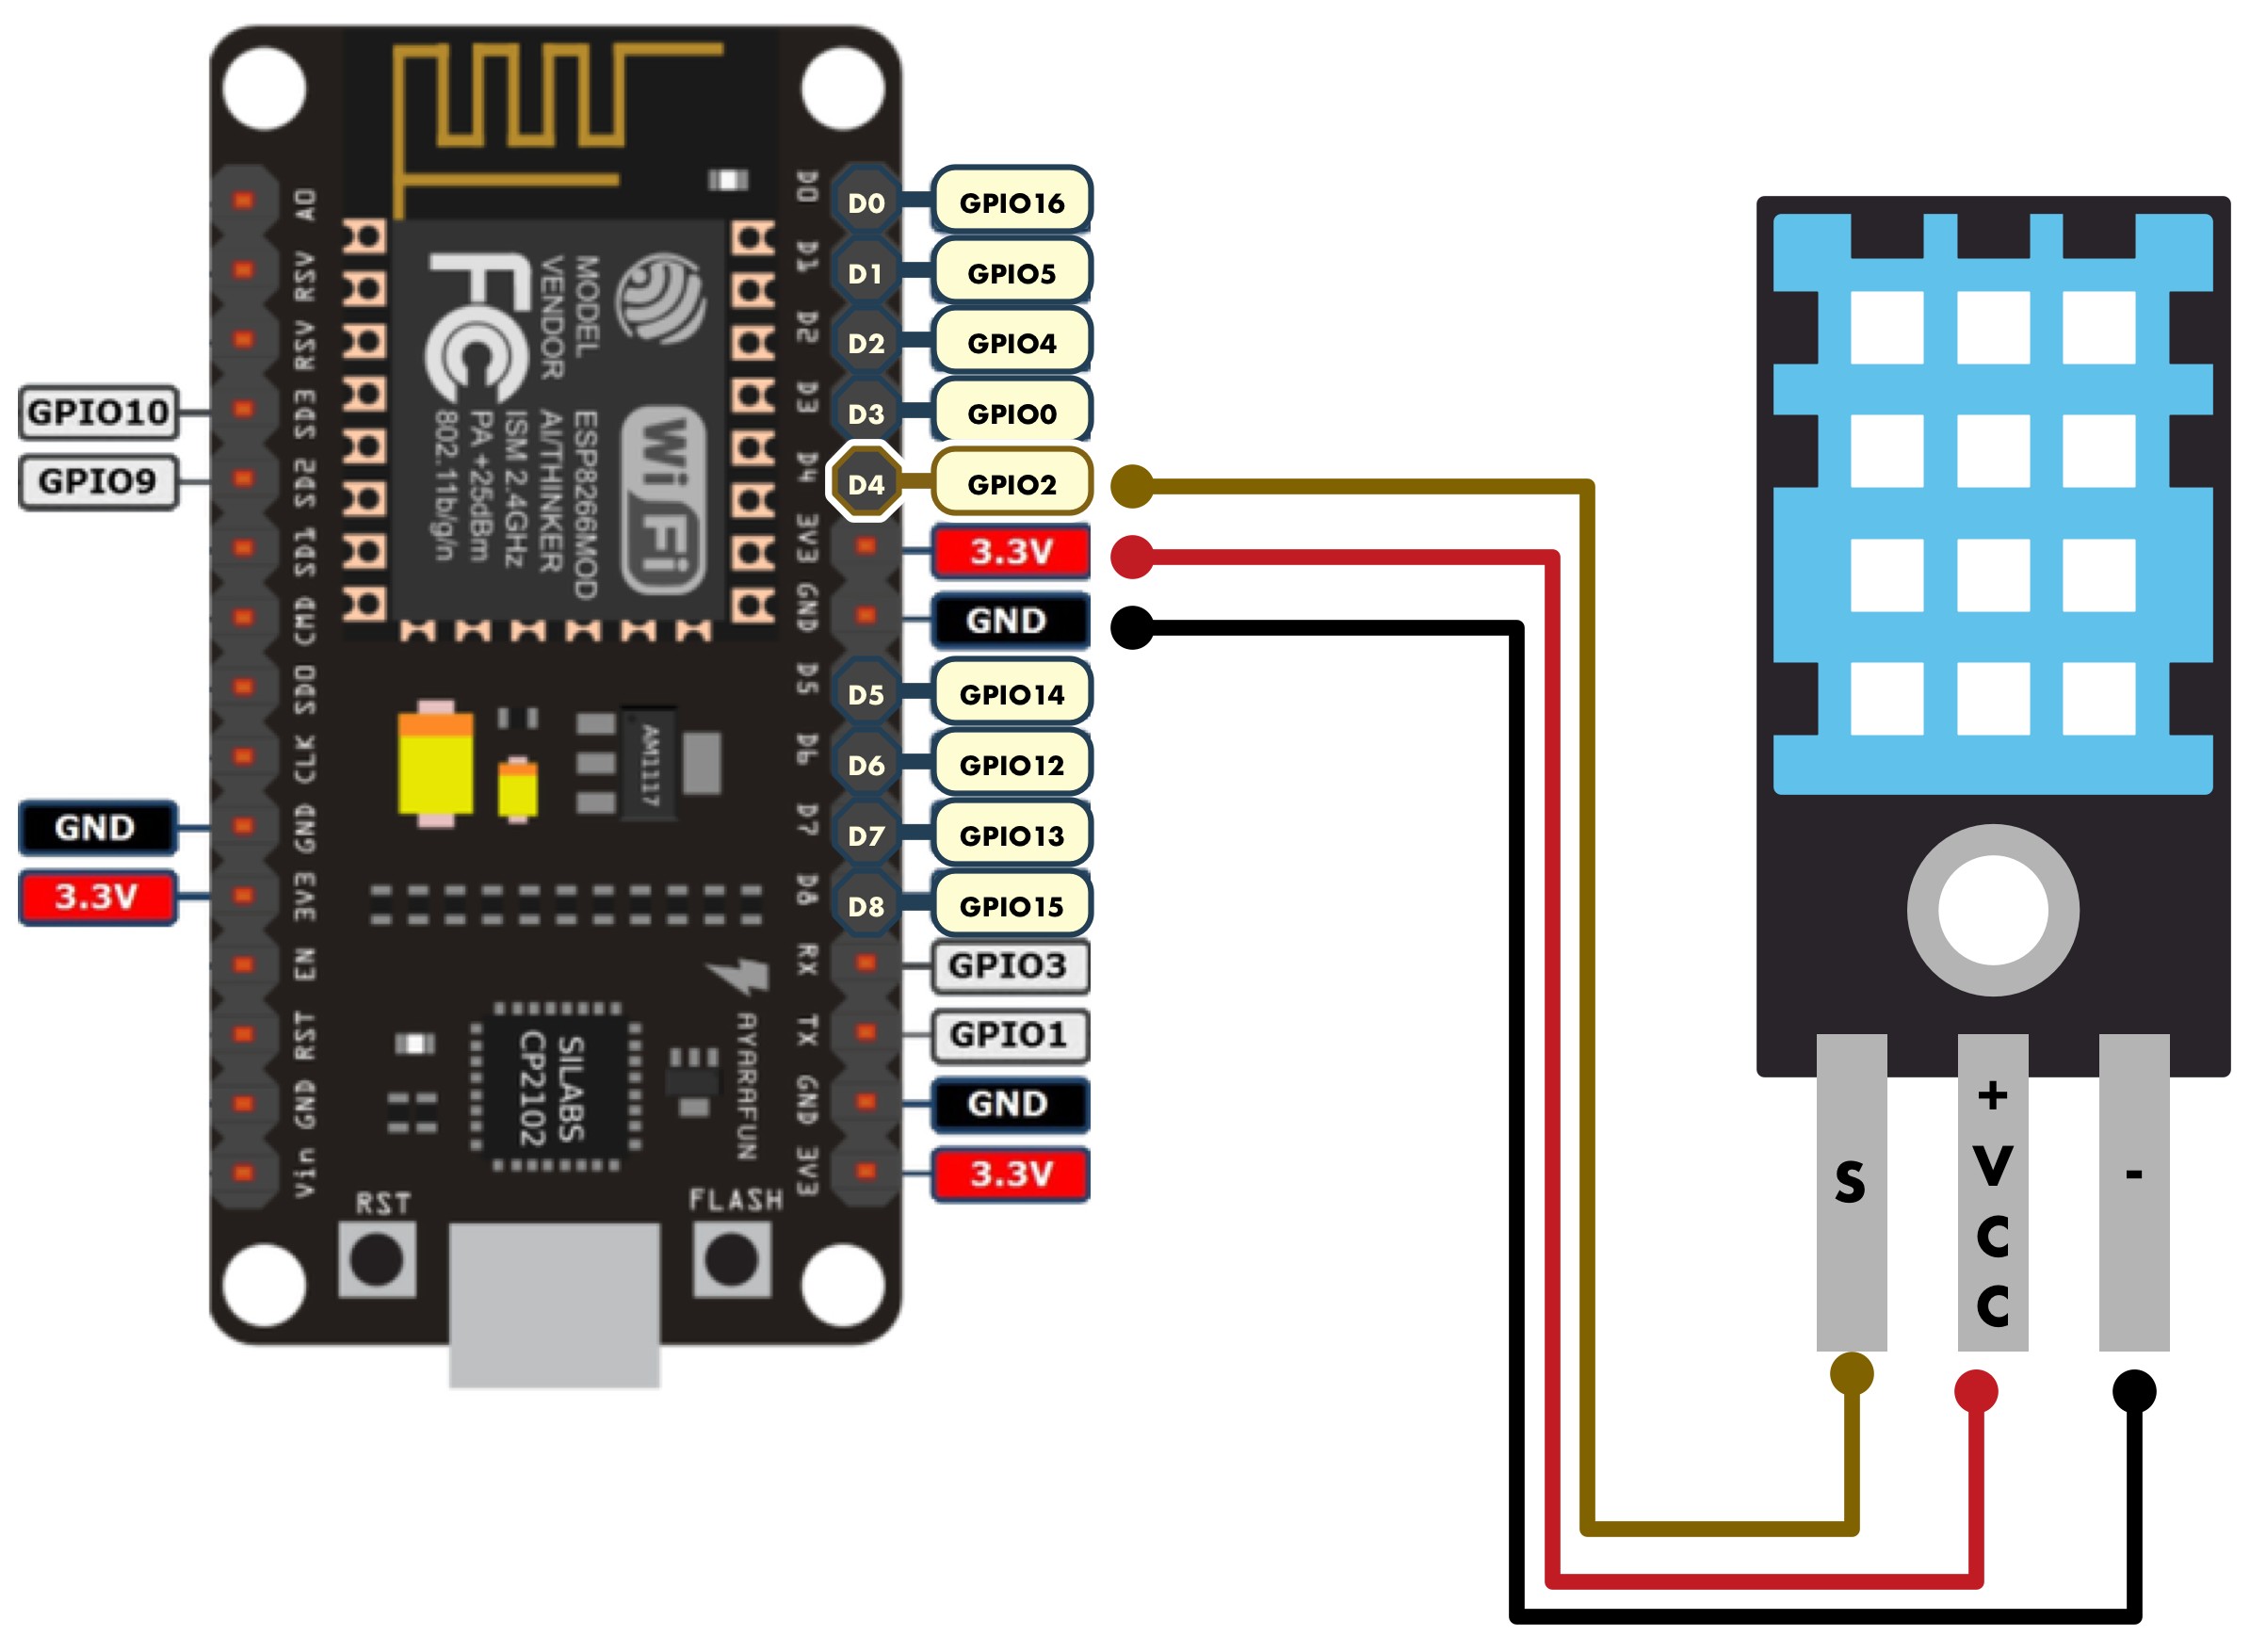 GPIO10
GPIO9
GND
3.3V
A0
RSV
RSV
SD3
SD2
SD1
CMD
SD0
CLK
GND
3V3
EN
RST
GND
Vin
MODEL
VENDOR
ESP8266MOD
AI/THINKER
ISM 2.4GHz
PA +25dBm
802.11b/g/n
FC
WiFi
AM1117
SILABS
CP2102
AYARAFUN
RST
FLASH
D0
D1
D2
D3
D4
3V3
GND
D5
D6
D7
D8
RX
TX
GND
3V3
D0 GPIO16
D1 GPIO5
D2 GPIO4
D3 GPIO0
D4 GPIO2
3.3V
GND
D5 GPIO14
D6 GPIO12
D7 GPIO13
D8 GPIO15
GPIO3
GPIO1
GND
3.3V
S
+
V
C
C
-